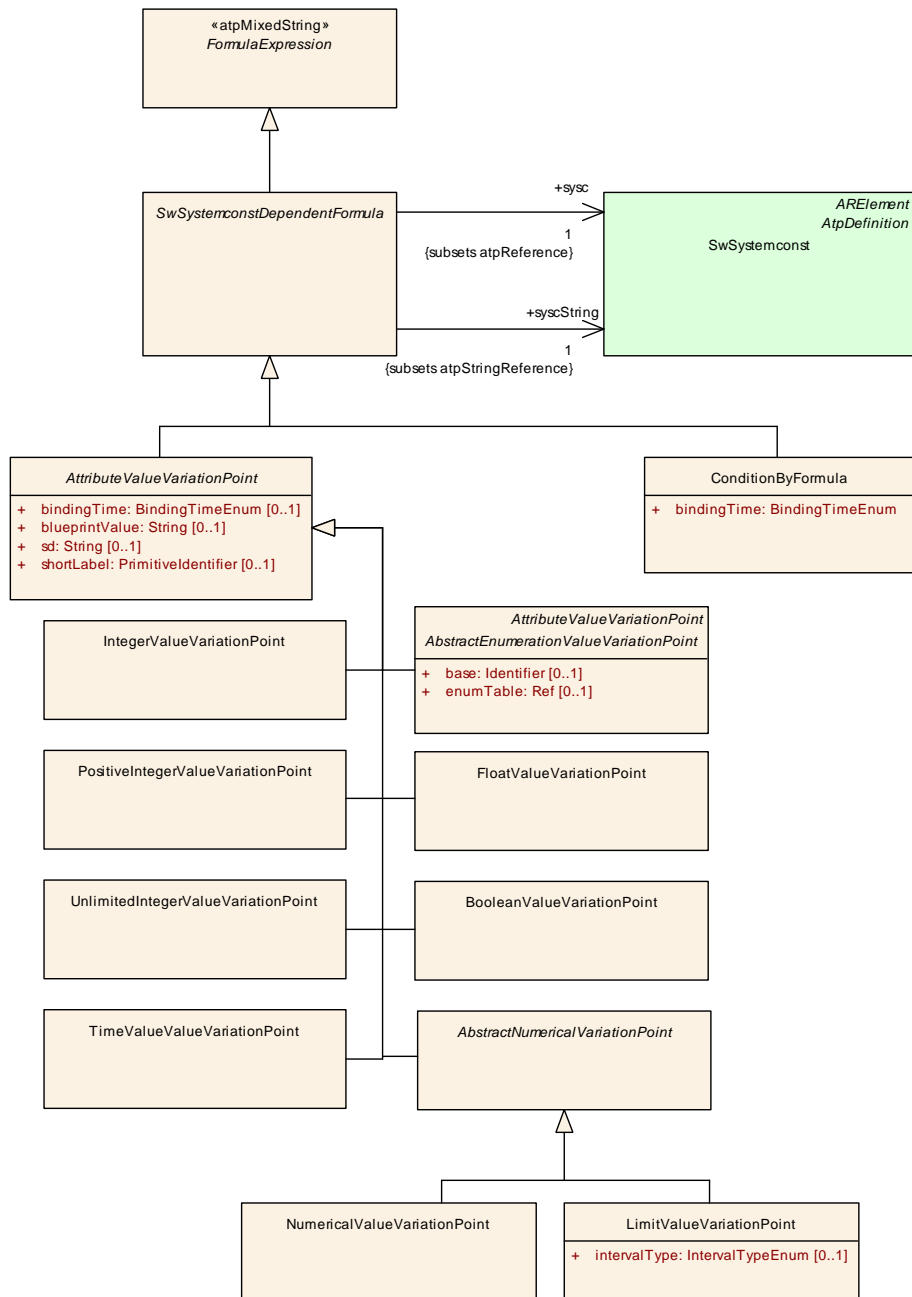 «atpMixedString»
FormulaExpression
SwSystemconstDependentFormula
+sysc
1
{subsets atpReference}
+syscString
1
{subsets atpStringReference}
ARElement
AtpDefinition
SwSystemconst
AttributeValueVariationPoint
+ bindingTime: BindingTimeEnum [0..1]
+ blueprintValue: String [0..1]
+ sd: String [0..1]
+ shortLabel: PrimitiveIdentifier [0..1]
ConditionByFormula
+ bindingTime: BindingTimeEnum
IntegerValueVariationPoint
AttributeValueVariationPoint
AbstractEnumerationValueVariationPoint
+ base: Identifier [0..1]
+ enumTable: Ref [0..1]
PositiveIntegerValueVariationPoint
FloatValueVariationPoint
UnlimitedIntegerValueVariationPoint
BooleanValueVariationPoint
TimeValueValueVariationPoint
AbstractNumericalVariationPoint
NumericalValueVariationPoint
LimitValueVariationPoint
+ intervalType: IntervalTypeEnum [0..1]